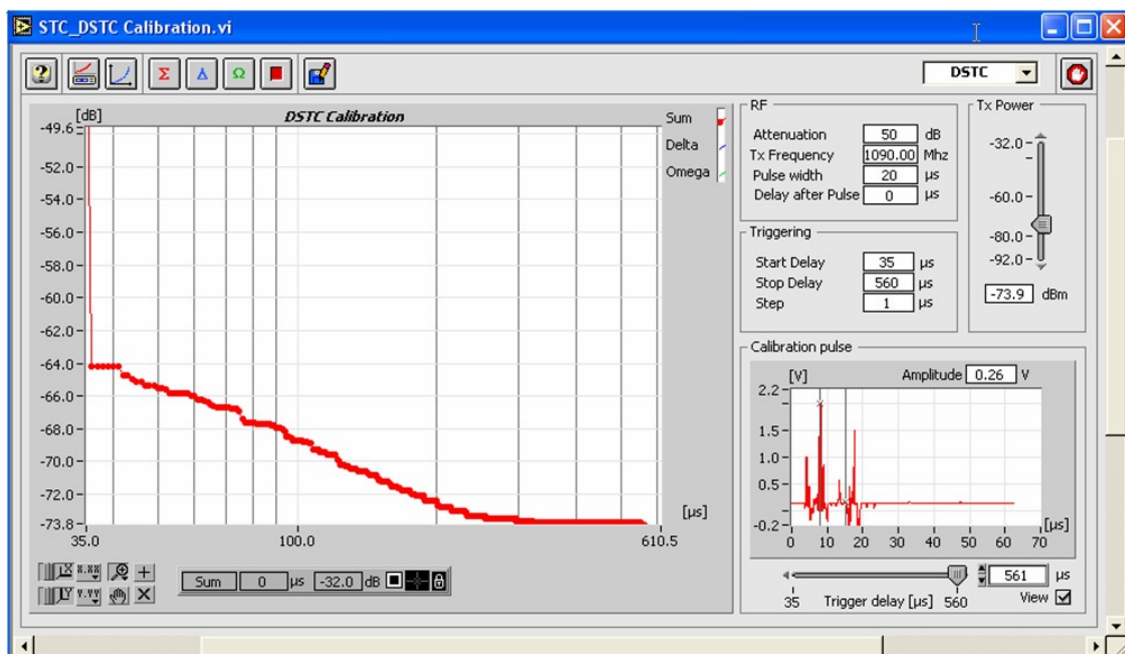 STC_DSTC Calibration.vi
DSTC
[dB]
DSTC Calibration
-49.6
-52.0
-54.0
-56.0
-58.0
-60.0
-62.0
-64.0
-66.0
-68.0
-70.0
-72.0
-73.8
35.0
100.0
610.5
[µs]
Sum
Delta
Omega
Sum 0 µs -32.0 dB
RF
Attenuation 50 dB
Tx Frequency 1090.00 Mhz
Pulse width 20 µs
Delay after Pulse 0 µs
Triggering
Start Delay 35 µs
Stop Delay 560 µs
Step 1 µs
Tx Power
-32.0
-60.0
-80.0
-92.0
-73.9 dBm
Calibration pulse
[V]
Amplitude 0.26 V
2.2
1.5
1.0
0.5
-0.2
0 10 20 30 40 50 60 70
[µs]
35 Trigger delay [µs] 560
561 µs
View